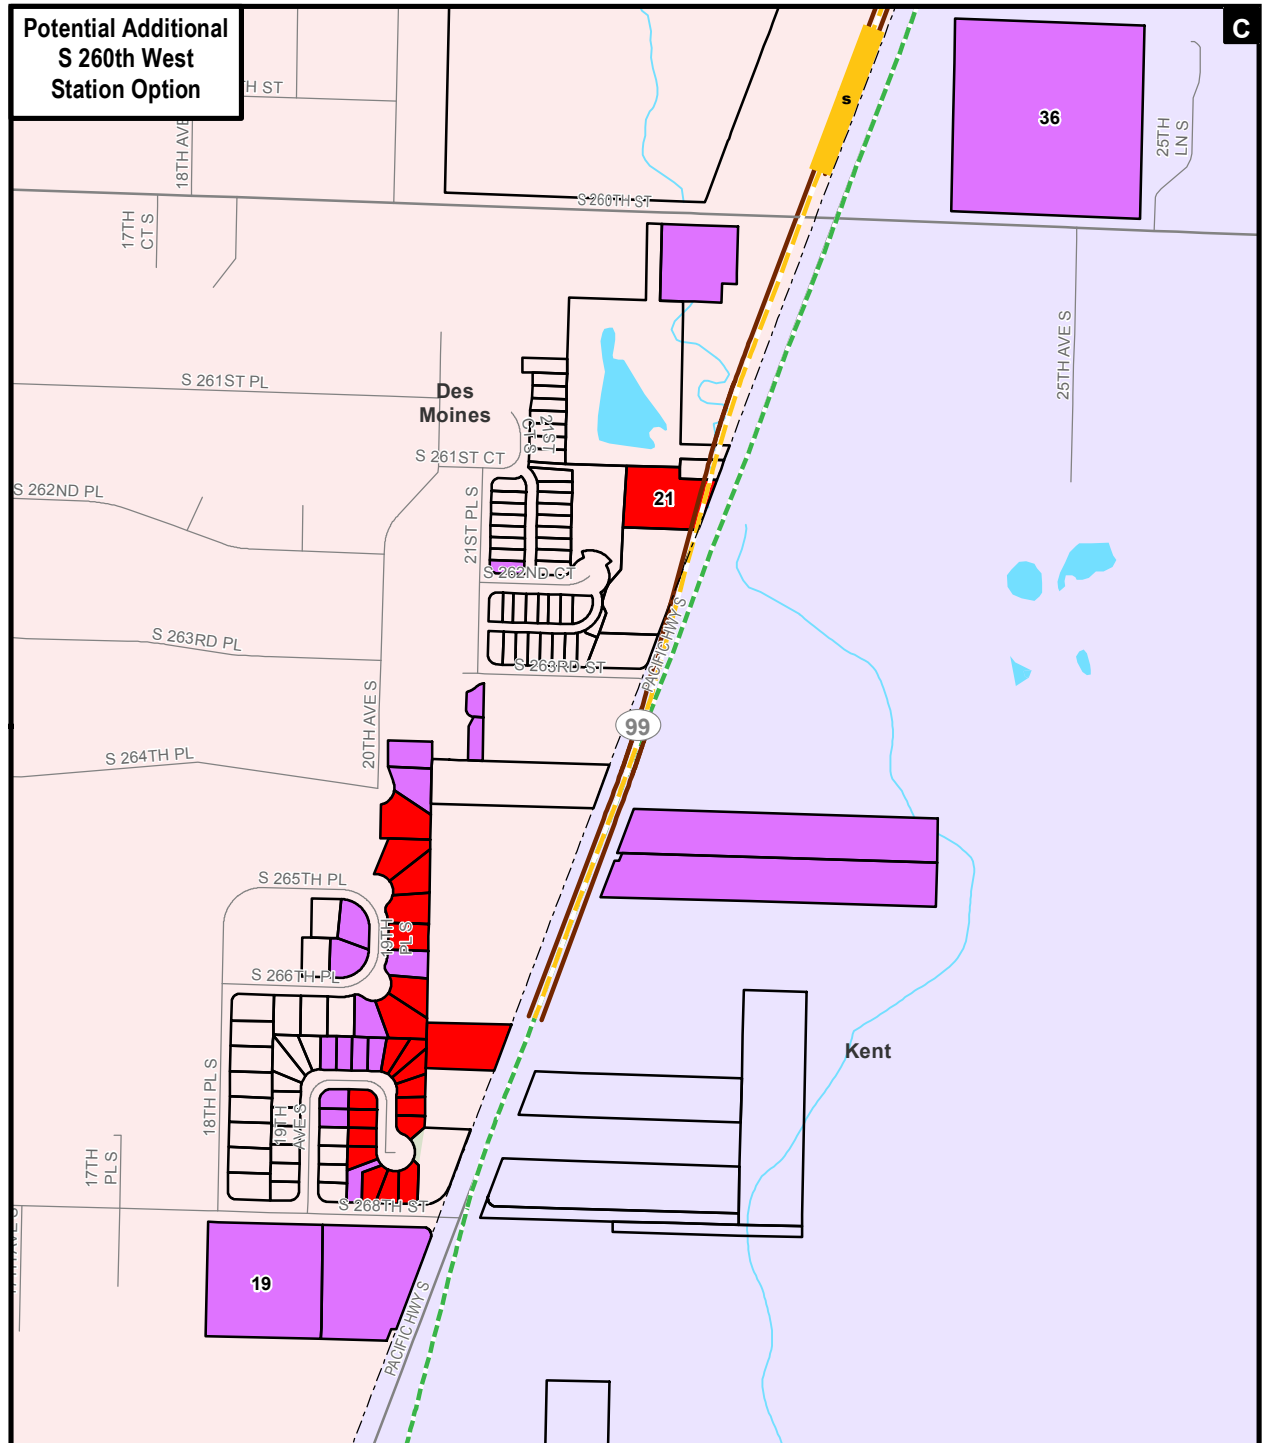 Potential Additional
S 260th West
Station Option
C
TH ST
18TH AVE
s
36
25TH
LN S
S 260TH ST
17TH
CT S
25TH AVE S
S 261ST PL
Des
Moines
21ST
CT S
S 261ST CT
S 262ND PL
21ST PL S
21
S 262ND CT
S 263RD PL
S 263RD ST
PACIFIC HWY S
99
20TH AVE S
S 264TH PL
S 265TH PL
19TH
PL S
S 266TH PL
Kent
18TH PL S
19TH
AVE S
17TH
PL S
S 268TH ST
19
PACIFIC HWY S